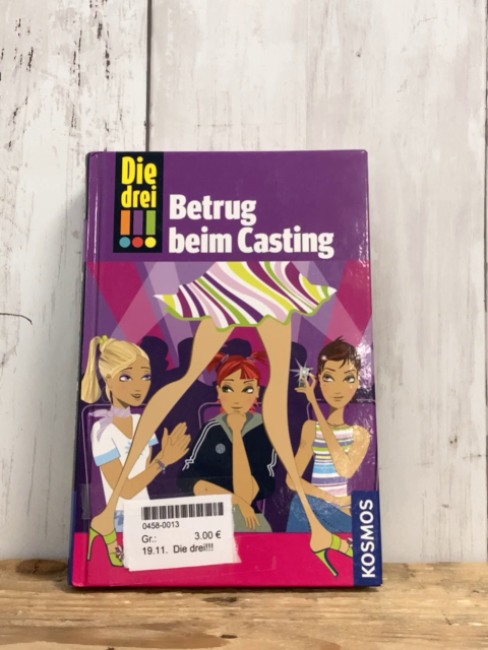 Die
drei
!!!
Betrug
beim Casting
0458-0013
Gr.: 3.00 €
19.11. Die drei!!!
KOSMOS